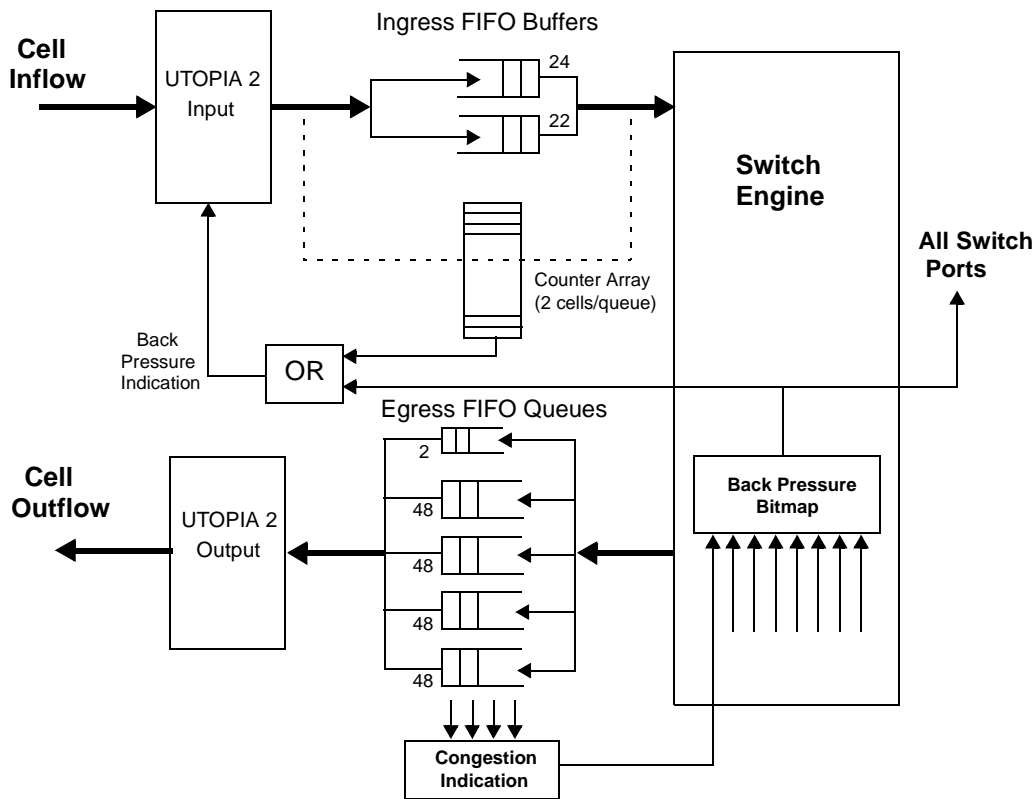 Ingress FIFO Buffers
Cell
Inflow
UTOPIA 2
Input
24
22
Switch
Engine
All Switch
Ports
Counter Array
(2 cells/queue)
Back
Pressure
Indication
OR
Egress FIFO Queues
2
Cell
Outflow
UTOPIA 2
Output
48
48
48
48
Back Pressure
Bitmap
Congestion
Indication